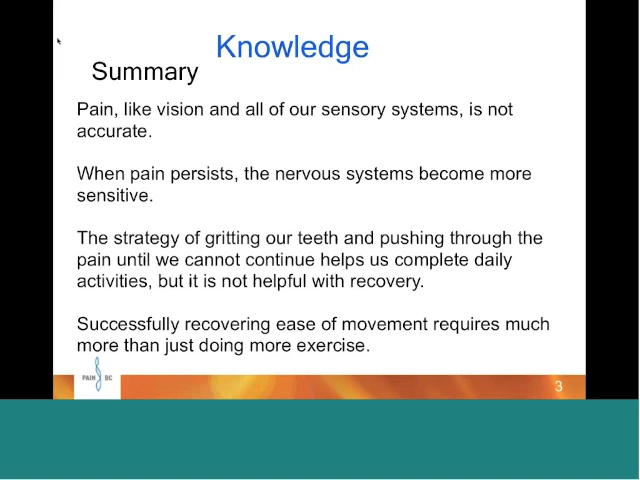 Knowledge
Summary
Pain, like vision and all of our sensory systems, is not
accurate.
When pain persists, the nervous systems become more
sensitive.
The strategy of gritting our teeth and pushing through the
pain until we cannot continue helps us complete daily
activities, but it is not helpful with recovery.
Successfully recovering ease of movement requires much
more than just doing more exercise.
PAIN BC
3